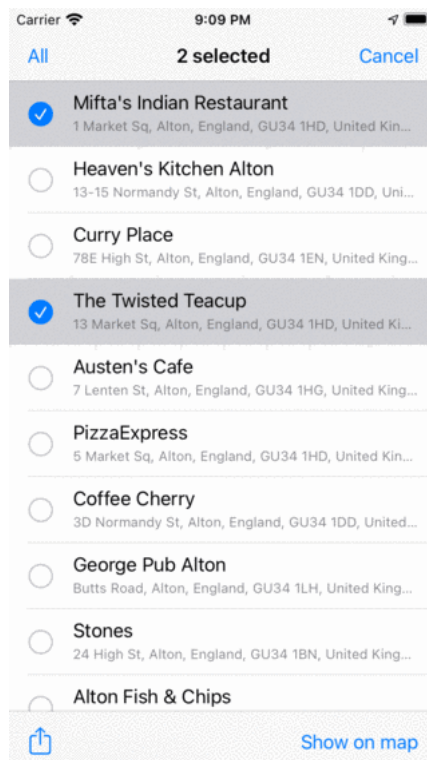 Carrier 9:09 PM
All 2 selected Cancel
Mifta's Indian Restaurant
1 Market Sq, Alton, England, GU34 1HD, United Kin...
Heaven's Kitchen Alton
13-15 Normandy St, Alton, England, GU34 1DD, Uni...
Curry Place
78E High St, Alton, England, GU34 1EN, United King...
The Twisted Teacup
13 Market Sq, Alton, England, GU34 1HD, United Ki...
Austen's Cafe
7 Lenten St, Alton, England, GU34 1HG, United King...
PizzaExpress
5 Market Sq, Alton, England, GU34 1HD, United Kin...
Coffee Cherry
3D Normandy St, Alton, England, GU34 1DD, United...
George Pub Alton
Butts Road, Alton, England, GU34 1LH, United King...
Stones
24 High St, Alton, England, GU34 1BN, United King...
Alton Fish & Chips
Show on map